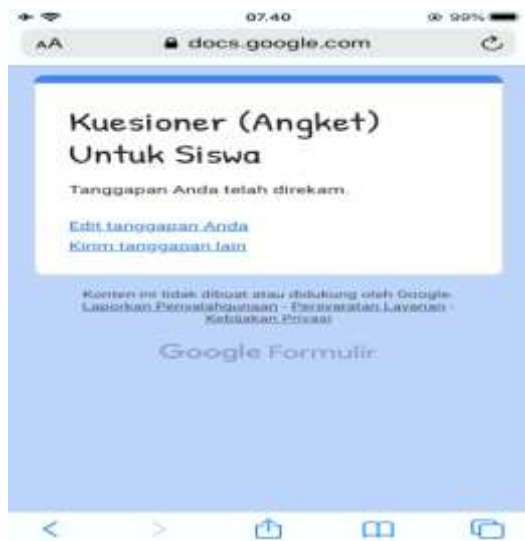 07.40
99%
AA docs.google.com
Kuesioner (Angket)
Untuk Siswa
Tanggapan Anda telah direkam.
Edit tanggapan Anda
Kirim tanggapan lain
Konten ini tidak dibuat atau didukung oleh Google.
Laporkan Penyalahgunaan - Persyaratan Layanan -
Kebijakan Privasi
Google Formulir